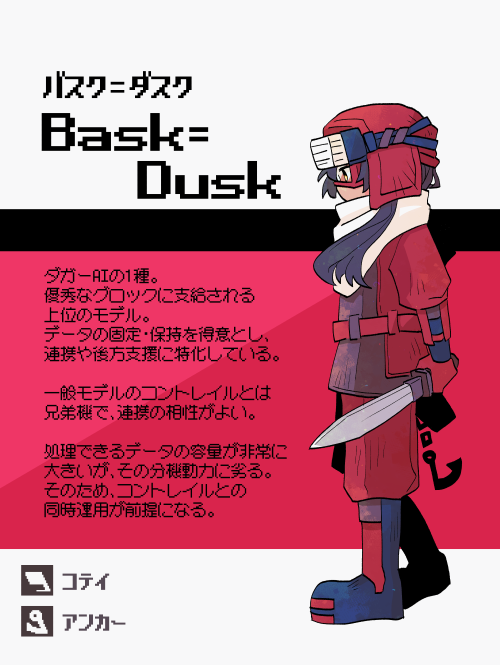 バスク=ダスク
Bask=
Dusk
ダガーAIの1種。
優秀なグロックに支給される
上位のモデル。
データの固定・保持を得意とし、
連携や後方支援に特化している。
一般モデルのコントレイルとは
兄弟機で、連携の相性がよい。
処理できるデータの容量が非常に
大きいが、その分機動力に劣る。
そのため、コントレイルとの
同時運用が前提になる。
コテイ
アンカー